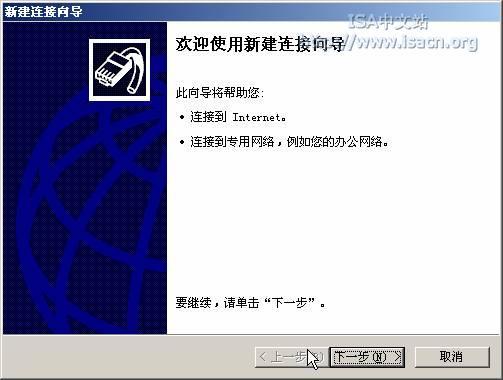 新建连接向导
ISA中文站
http://www.isacn.org
欢迎使用新建连接向导
此向导将帮助您:
• 连接到 Internet。
• 连接到专用网络，例如您的办公网络。
要继续，请单击“下一步”。
< 上一步
下一步(N) >
取消